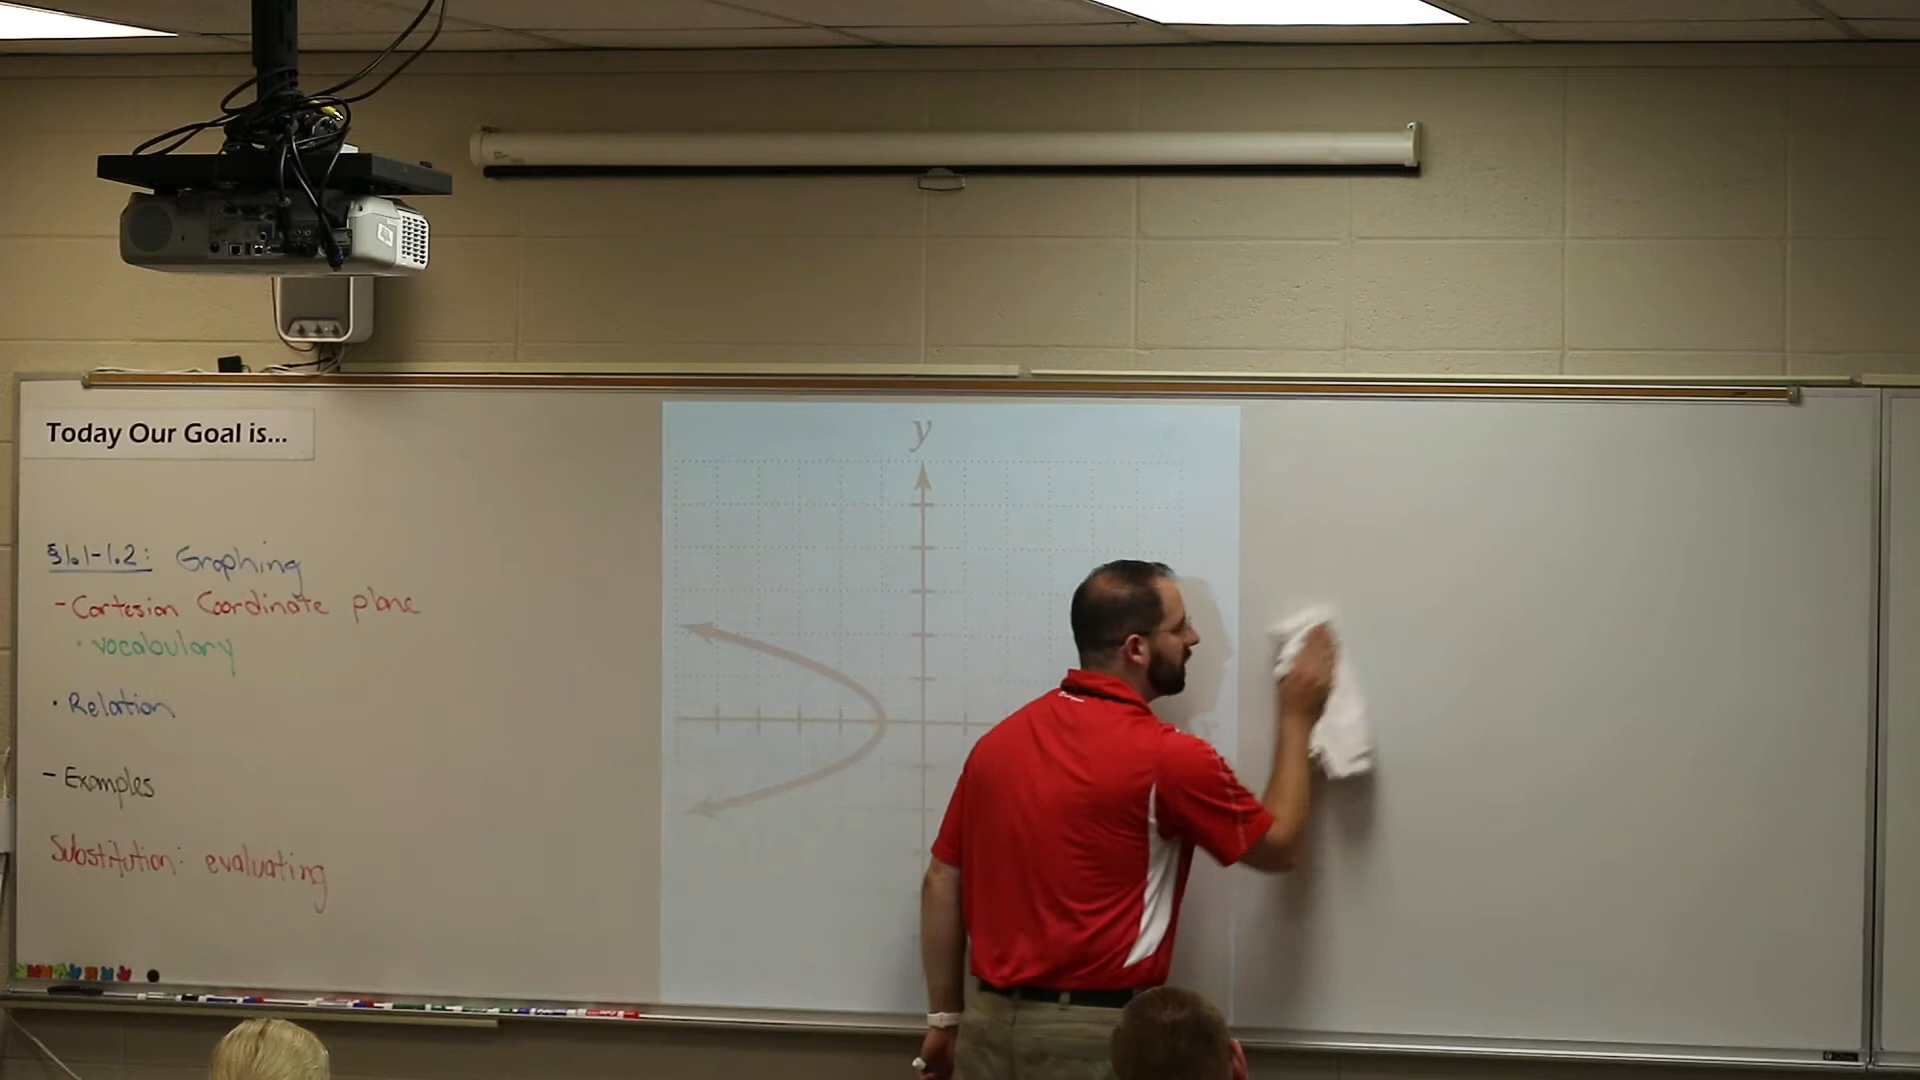 Today Our Goal is...
§1.1-1.2: Graphing
- Cartesian Coordinate plane
· vocabulary
· Relation
- Examples
Substitution: evaluating
y